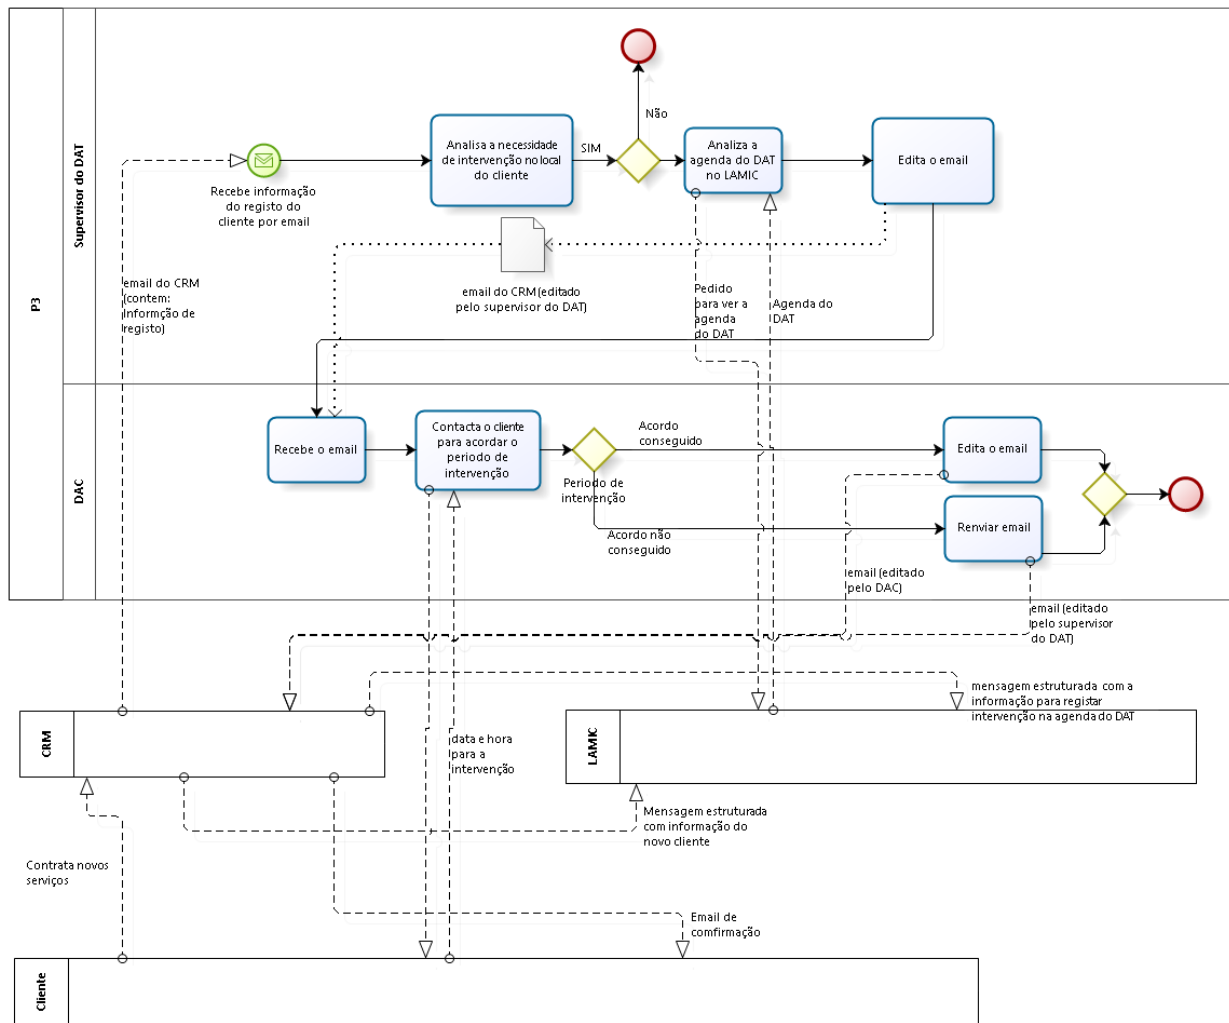 P3
Supervisor do DAT
Não
Analisa a necessidade
de intervenção no local
do cliente
SIM
Analiza a
agenda do DAT
no LAMIC
Edita o email
Recebe informação
do registo do
cliente por email
email do CRM
(contem:
Informção de
registo)
email do CRM (editado
pelo supervisor do DAT)
Pedido
para ver a
agenda
do DAT
Agenda do
DAT
DAC
Recebe o email
Contacta o cliente
para acordar o
periodo de
intervenção
Acordo
conseguido
Periodo de
intervenção
Acordo não
conseguido
Edita o email
Renviar email
email (editado
pelo DAC)
email (editado
pelo supervisor
do DAT)
mensagem estruturada com a
informação para registar
intervenção na agenda do DAT
CRM
data e hora
para a
intervenção
LAMIC
Mensagem estruturada
com informação do
novo cliente
Contrata novos
serviços
Email de
comfirmação
Cliente